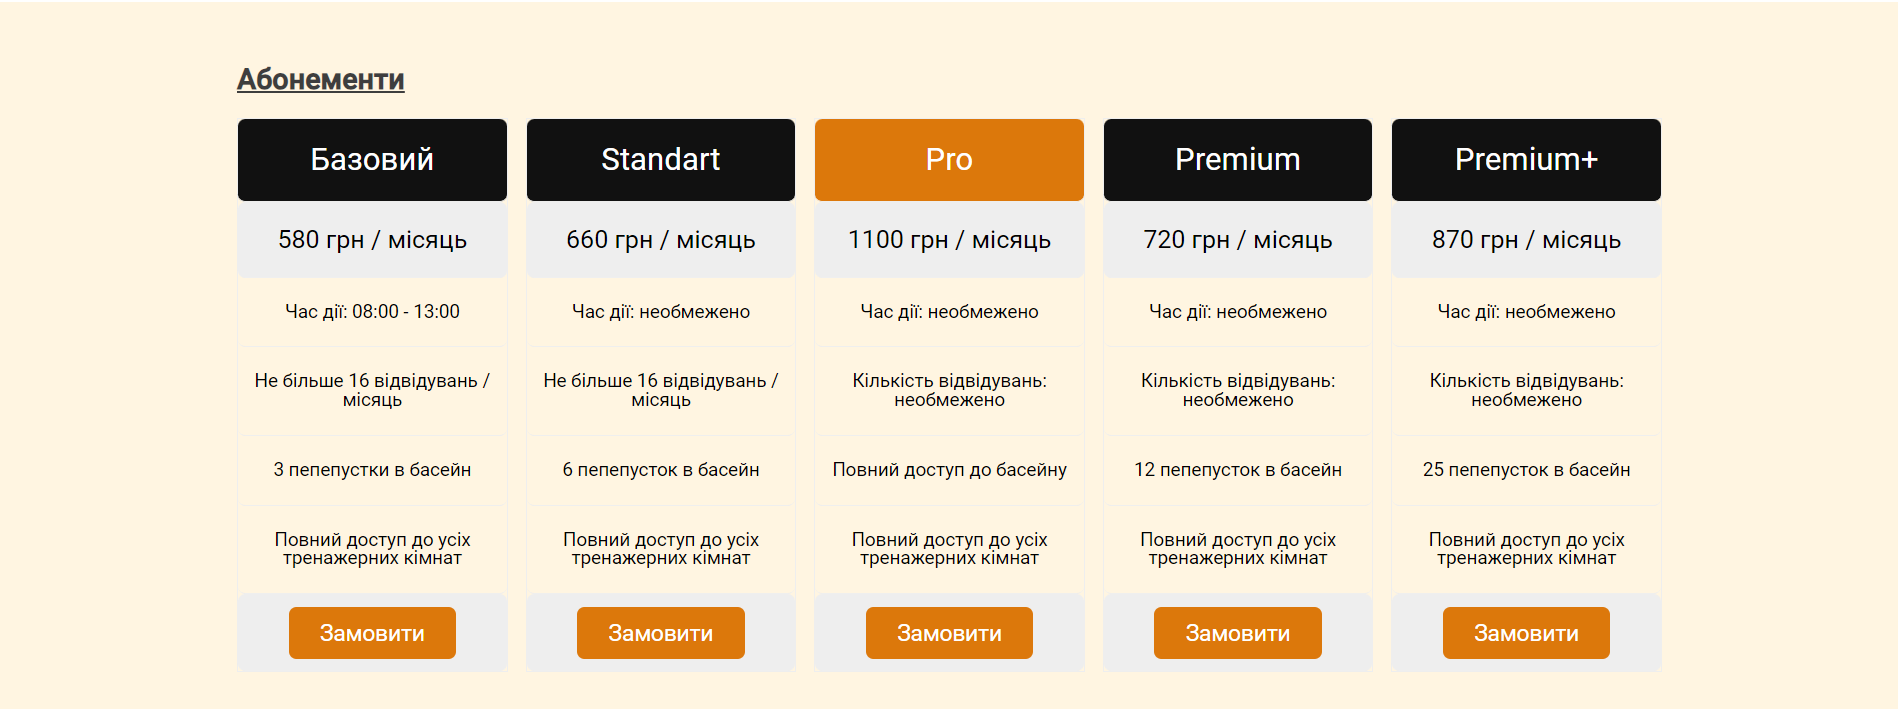 Абонементи
Базовий
580 грн / місяць
Час дії: 08:00 - 13:00
Не більше 16 відвідувань /
місяць
3 пепепустки в басейн
Повний доступ до усіх
тренажерних кімнат
Замовити
Standart
660 грн / місяць
Час дії: необмежено
Не більше 16 відвідувань /
місяць
6 пепепусток в басейн
Повний доступ до усіх
тренажерних кімнат
Замовити
Pro
1100 грн / місяць
Час дії: необмежено
Кількість відвідувань:
необмежено
Повний доступ до басейну
Повний доступ до усіх
тренажерних кімнат
Замовити
Premium
720 грн / місяць
Час дії: необмежено
Кількість відвідувань:
необмежено
12 пепепусток в басейн
Повний доступ до усіх
тренажерних кімнат
Замовити
Premium+
870 грн / місяць
Час дії: необмежено
Кількість відвідувань:
необмежено
25 пепепусток в басейн
Повний доступ до усіх
тренажерних кімнат
Замовити